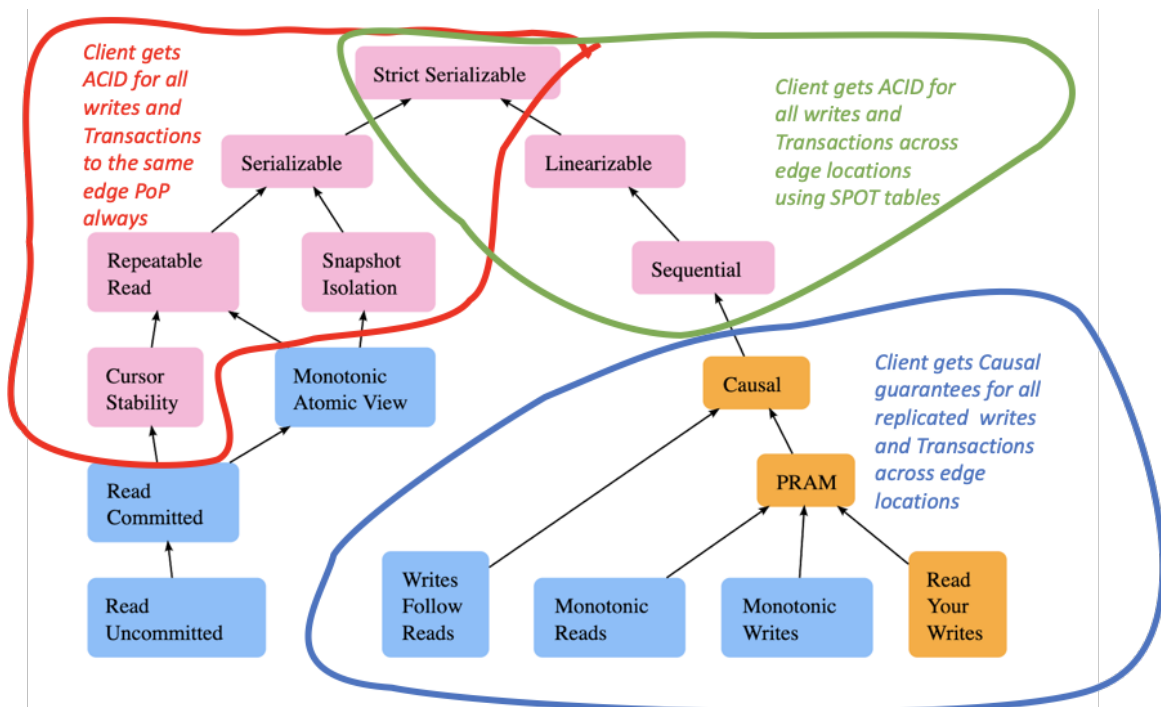 Client gets
ACID for all
writes and
Transactions
to the same
edge PoP
always
Strict Serializable
Client gets ACID for
all writes and
Transactions across
edge locations
using SPOT tables
Serializable
Linearizable
Repeatable
Read
Snapshot
Isolation
Sequential
Cursor
Stability
Monotonic
Atomic View
Causal
Client gets Causal
guarantees for all
replicated writes
and Transactions
across edge
locations
Read
Committed
PRAM
Read
Uncommitted
Writes
Follow
Reads
Monotonic
Reads
Monotonic
Writes
Read
Your
Writes